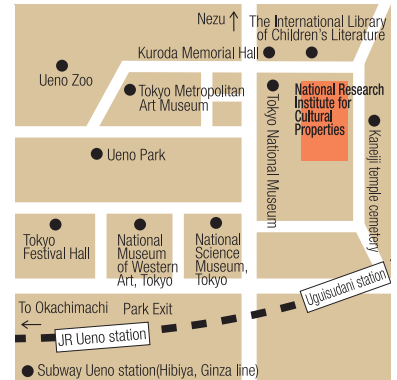 Nezu
The International Library
of Children's Literature
Kuroda Memorial Hall
Ueno Zoo
Tokyo Metropolitan
Art Museum
National Research
Institute for
Cultural
Properties
Tokyo National Museum
Kaneiji temple cemetery
Ueno Park
Tokyo
Festival Hall
National
Museum
of Western
Art, Tokyo
National
Science
Museum,
Tokyo
Uguisudani station
To Okachimachi
Park Exit
JR Ueno station
Subway Ueno station(Hibiya, Ginza line)